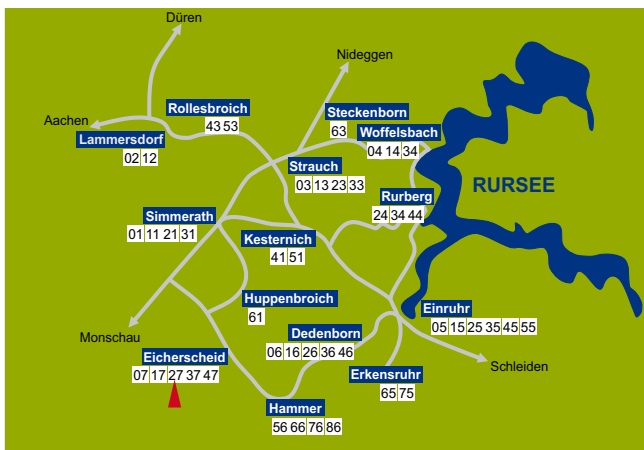 Düren
Nideggen
Aachen
Rollesbroich
43 53
Steckenborn
63
Lammersdorf
02 12
Woffelsbach
04 14 34
Strauch
03 13 23 33
RURSEE
Rurberg
24 34 44
Simmerath
01 11 21 31
Kesternich
41 51
Huppenbroich
61
Einruhr
05 15 25 35 45 55
Monschau
Dedenborn
06 16 26 36 46
Eicherscheid
07 17 27 37 47
Schleiden
Erkensruhr
65 75
Hammer
56 66 76 86